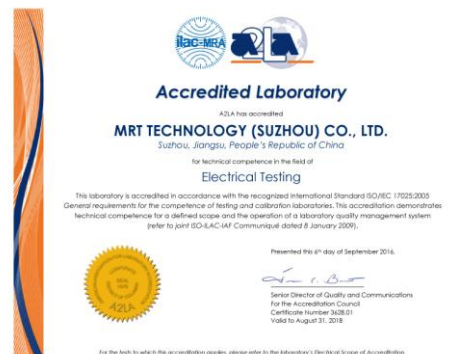 ilac-MRA
A2LA
Accredited Laboratory
A2LA has accredited
MRT TECHNOLOGY (SUZHOU) CO., LTD.
Suzhou, Jiangsu, People's Republic of China
for technical competence in the field of
Electrical Testing
This laboratory is accredited in accordance with the recognized International Standard ISO/IEC 17025:2005
General requirements for the competence of testing and calibration laboratories. This accreditation demonstrates
technical competence for a defined scope and the operation of a laboratory quality management system
(refer to joint ISO-ILAC-IAF Communiqué dated 8 January 2009).
Presented this 6th day of September 2016.
Senior Director of Quality and Communications
For the Accreditation Council
Certificate Number 3628.01
Valid to August 31, 2018
SEAL
1978
A2LA
For the tests to which this accreditation applies, please refer to the laboratory's Electrical Scope of Accreditation.